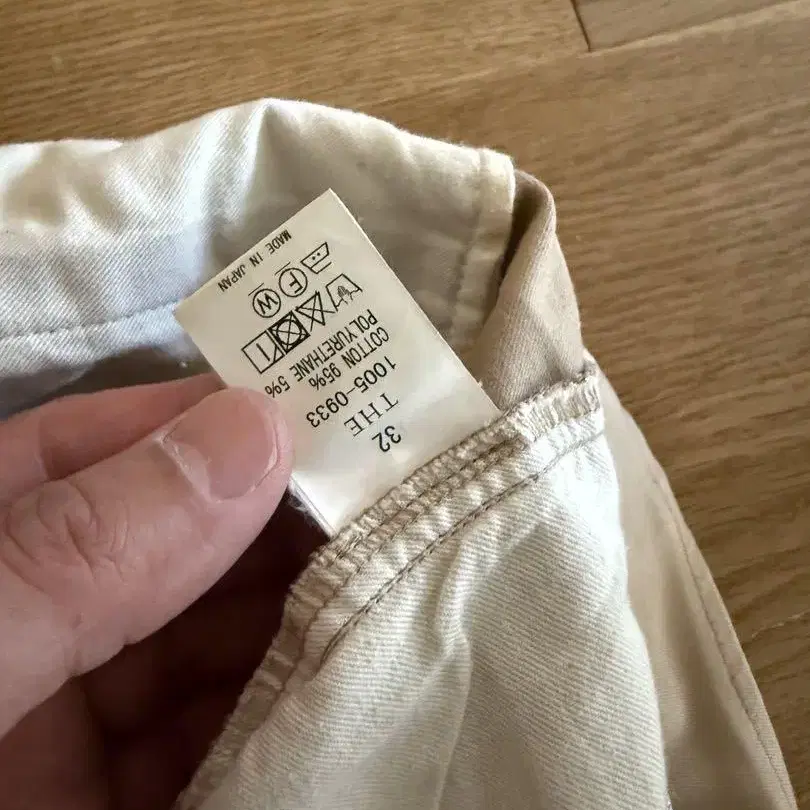 32
THE
1005-0933
COTTON 95%
POLYURETHANE 5%
F
W
MADE IN JAPAN